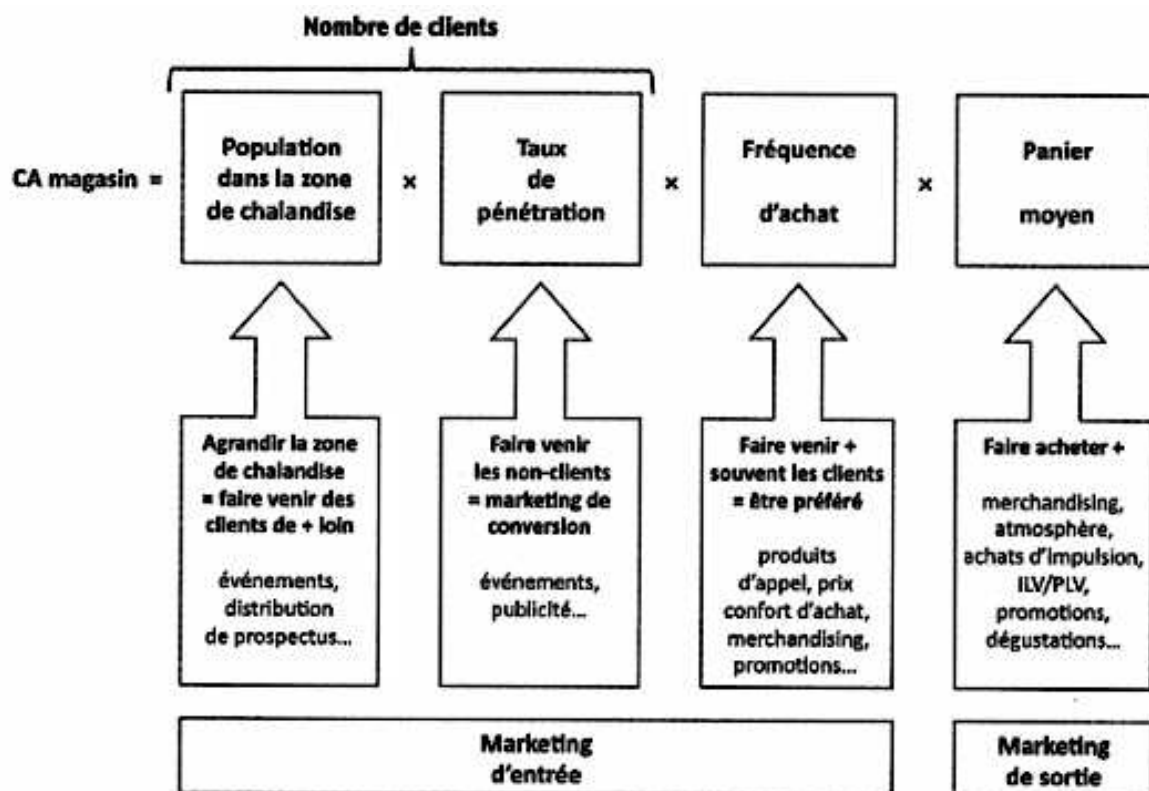 Nombre de clients
CA magasin =
Population
dans la zone
de chalandise
×
Taux
de
pénétration
×
Fréquence
d'achat
×
Panier
moyen
Agrandir la zone
de chalandise
= faire venir des
clients de + loin
événements,
distribution
de prospectus...
Faire venir
les non-clients
= marketing de
conversion
événements,
publicité...
Faire venir +
souvent les clients
= être préféré
produits
d'appel, prix
confort d'achat,
merchandising,
promotions...
Faire acheter +
merchandising,
atmosphère,
achats d'impulsion,
ILV/PLV,
promotions,
dégustations...
Marketing
d'entrée
Marketing
de sortie